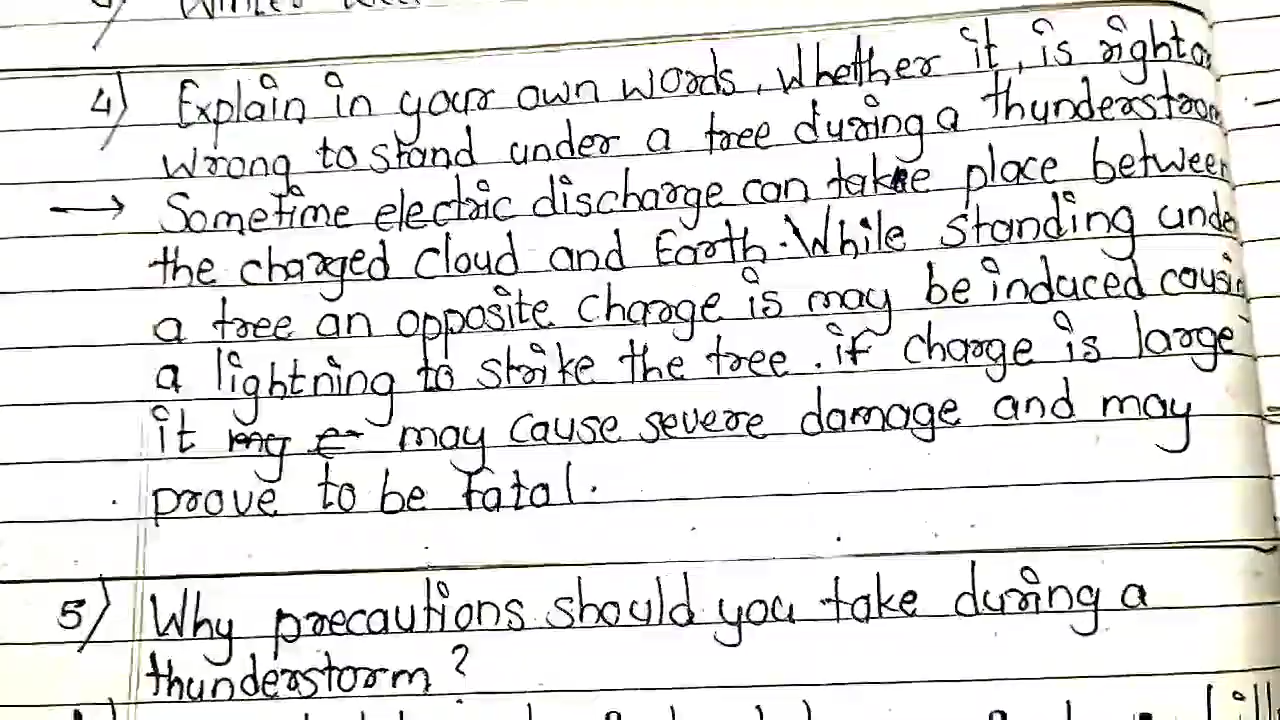 4) Explain in your own words, whether it, is right or
wrong to stand under a tree during a thunderstrom
→ Sometime electric discharge can take place between
the charged cloud and Earth. While standing unde
a tree an opposite charge is may be induced causi
a lightning to strike the tree. if charge is large
it may cause severe damage and may
prove to be fatal.
5) Why precautions should you take during a
thunderstorm?